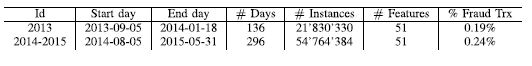 Id Start day End day # Days # Instances # Features % Fraud Trx
2013 2013-09-05 2014-01-18 136 21'830'330 51 0.19%
2014-2015 2014-08-05 2015-05-31 296 54'764'384 51 0.24%